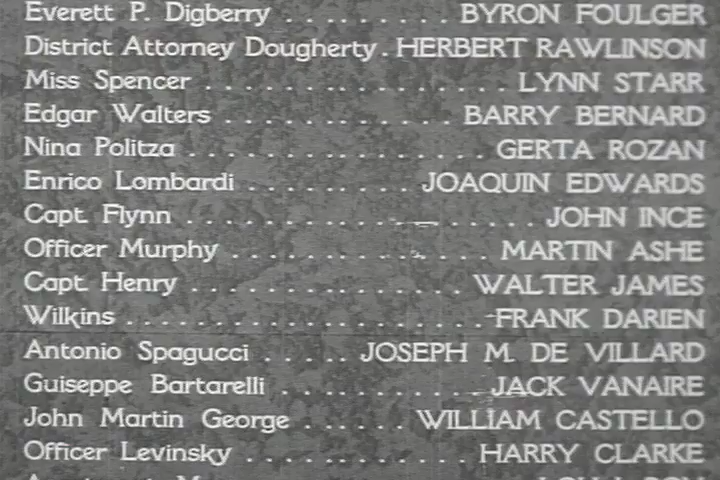 Everett P. Digberry . . . . . . . . . . BYRON FOULGER
District Attorney Dougherty . HERBERT RAWLINSON
Miss Spencer . . . . . . . . . . . . . . . . . . . LYNN STARR
Edgar Walters . . . . . . . . . . . . . . BARRY BERNARD
Nina Politza . . . . . . . . . . . . . . . . . . GERTA ROZAN
Enrico Lombardi . . . . . . . . . . JOAQUIN EDWARDS
Capt. Flynn . . . . . . . . . . . . . . . . . . . . . . JOHN INCE
Officer Murphy . . . . . . . . . . . . . . . . . MARTIN ASHE
Capt. Henry . . . . . . . . . . . . . . . . . WALTER JAMES
Wilkins . . . . . . . . . . . . . . . . . . . . . . FRANK DARIEN
Antonio Spagucci . . . . . JOSEPH M. DE VILLARD
Guiseppe Bartarelli . . . . . . . . . . . . . JACK VANAIRE
John Martin George . . . . . . WILLIAM CASTELLO
Officer Levinsky . . . . . . . . . . . . . . . HARRY CLARKE